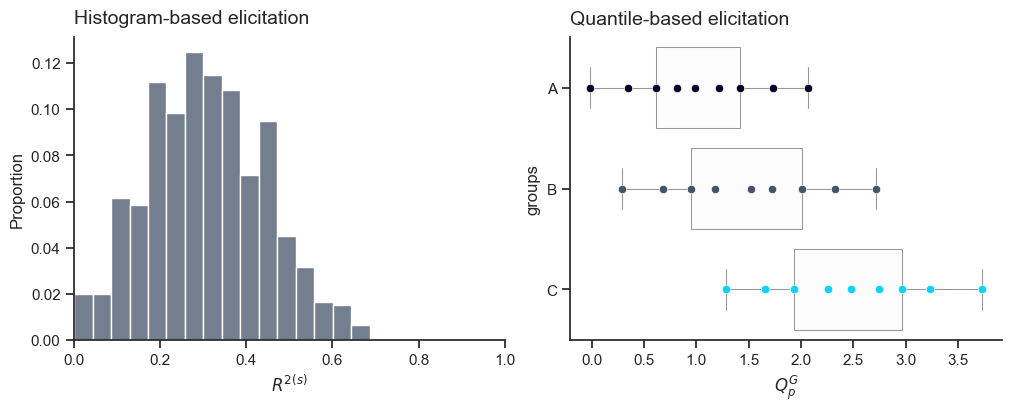 Histogram-based elicitation
Proportion
0.12
0.10
0.08
0.06
0.04
0.02
0.00
0.0 0.2 0.4 0.6 0.8 1.0
R²⁽ˢ⁾
Quantile-based elicitation
groups
A
B
C
0.0 0.5 1.0 1.5 2.0 2.5 3.0 3.5
Q_p^G